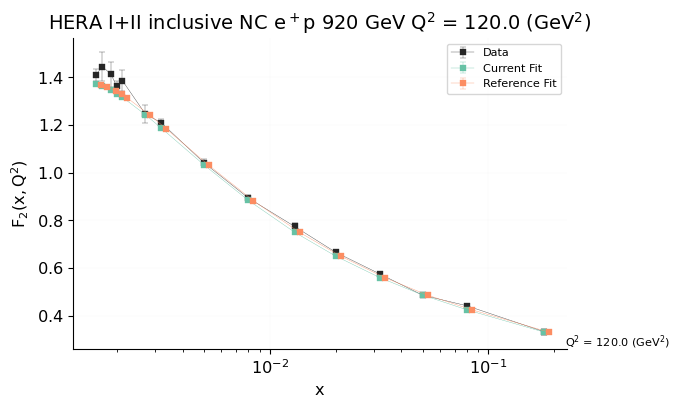 HERA I+II inclusive NC e⁺p 920 GeV Q² = 120.0 (GeV²)
Data
Current Fit
Reference Fit
F₂(x, Q²)
1.4
1.2
1.0
0.8
0.6
0.4
Q² = 120.0 (GeV²)
10⁻²
10⁻¹
x